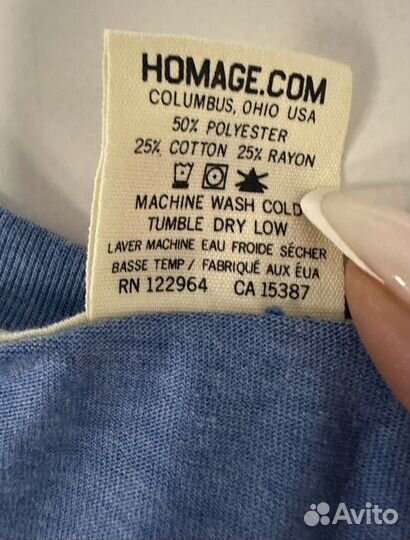 HOMAGE.COM
COLUMBUS, OHIO USA
50% POLYESTER
25% COTTON 25% RAYON
MACHINE WASH COLD
TUMBLE DRY LOW
LAVER MACHINE EAU FROIDE SÉCHER
BASSE TEMP / FABRIQUÉ AUX ÉUA
RN 122964 CA 15387
Avito